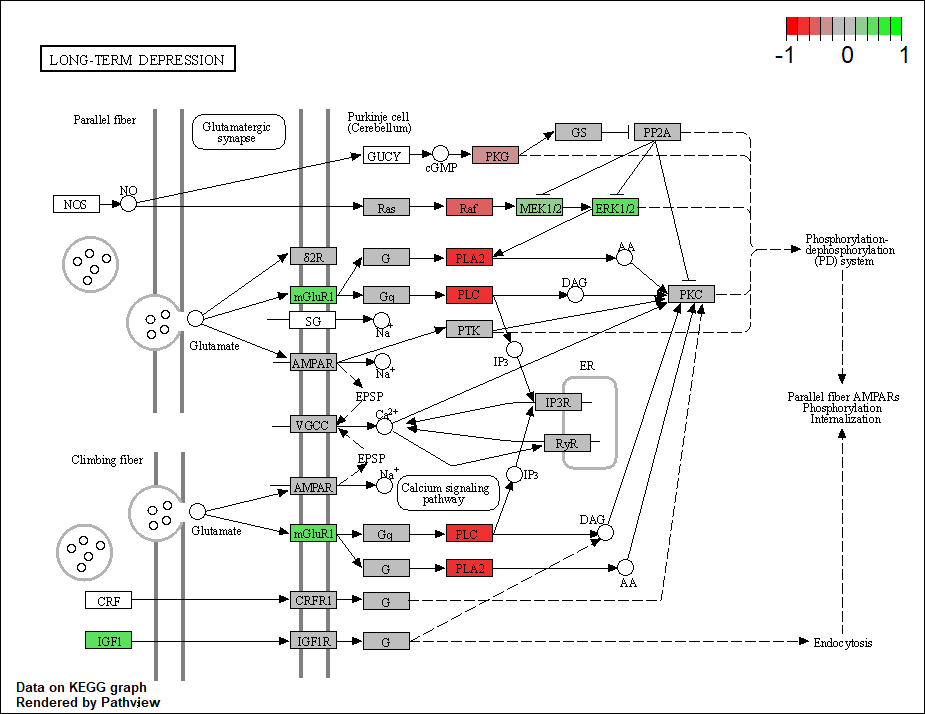 -1
0
1
LONG-TERM DEPRESSION
Parallel fiber
Glutamatergic
synapse
Purkinje cell
(Cerebellum)
GS
PP2A
GUCY
cGMP
PKG
NO
NOS
Ras
Raf
MEK1/2
ERK1/2
Phosphorylation-
dephosphorylation
(PD) system
δ2R
G
PLA2
AA
mGluR1
Gq
PLC
DAG
PKC
SG
Na+
PTK
Glutamate
AMPAR
Na+
IP3
ER
EPSP
IP3R
Parallel fiber AMPARs
Phosphorylation
Internalization
VGCC
Ca2+
RyR
Climbing fiber
EPSP
AMPAR
Na+
IP3
Calcium signaling
pathway
Glutamate
mGluR1
Gq
PLC
DAG
G
PLA2
AA
CRF
CRFR1
G
IGF1
IGF1R
G
Endocytosis
Data on KEGG graph
Rendered by Pathview